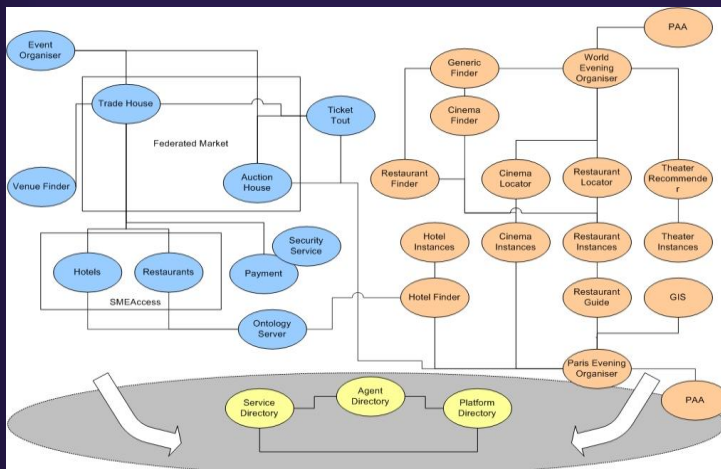 PAA
Event
Organiser
Generic
Finder
World
Evening
Organiser
Trade House
Ticket
Tout
Cinema
Finder
Federated Market
Venue Finder
Auction
House
Restaurant
Finder
Cinema
Locator
Restaurant
Locator
Theater
Recommende
r
Hotels
Restaurants
SMEAccess
Security
Service
Payment
Hotel
Instances
Cinema
Instances
Restaurant
Instances
Theater
Instances
Ontology
Server
Hotel Finder
Restaurant
Guide
GIS
Paris Evening
Organiser
PAA
Service
Directory
Agent
Directory
Platform
Directory